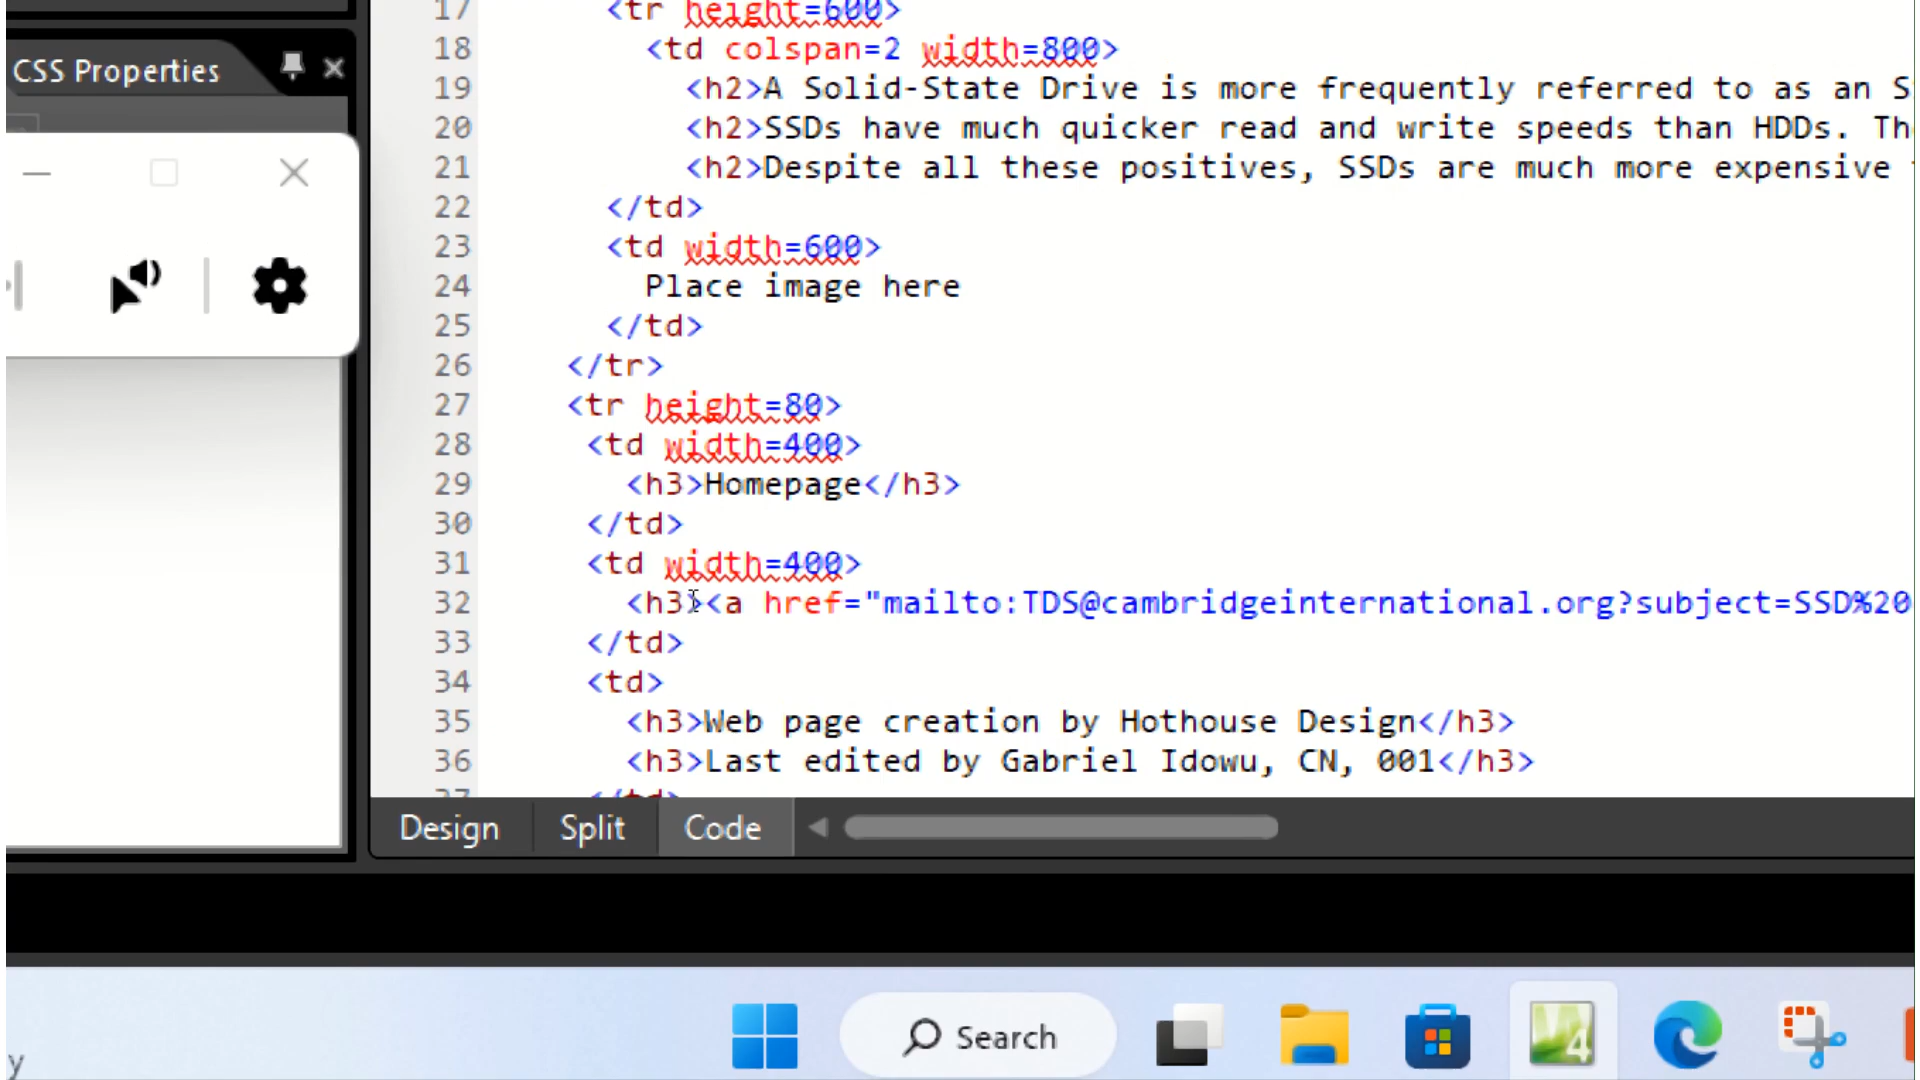 CSS Properties
17 <tr height=600>
18 <td colspan=2 width=800>
19 <h2>A Solid-State Drive is more frequently referred to as an
20 <h2>SSDs have much quicker read and write speeds than HDDs.
21 <h2>Despite all these positives, SSDs are much more expensive
22 </td>
23 <td width=600>
24 Place image here
25 </td>
26 </tr>
27 <tr height=80>
28 <td width=400>
29 <h3>Homepage</h3>
30 </td>
31 <td width=400>
32 <h3><a href="mailto:TDS@cambridgeinternational.org?subject=SSD%20
33 </td>
34 <td>
35 <h3>Web page creation by Hothouse Design</h3>
36 <h3>Last edited by Gabriel Idowu, CN, 001</h3>
37 </td>
Design Split Code
Search
4
y